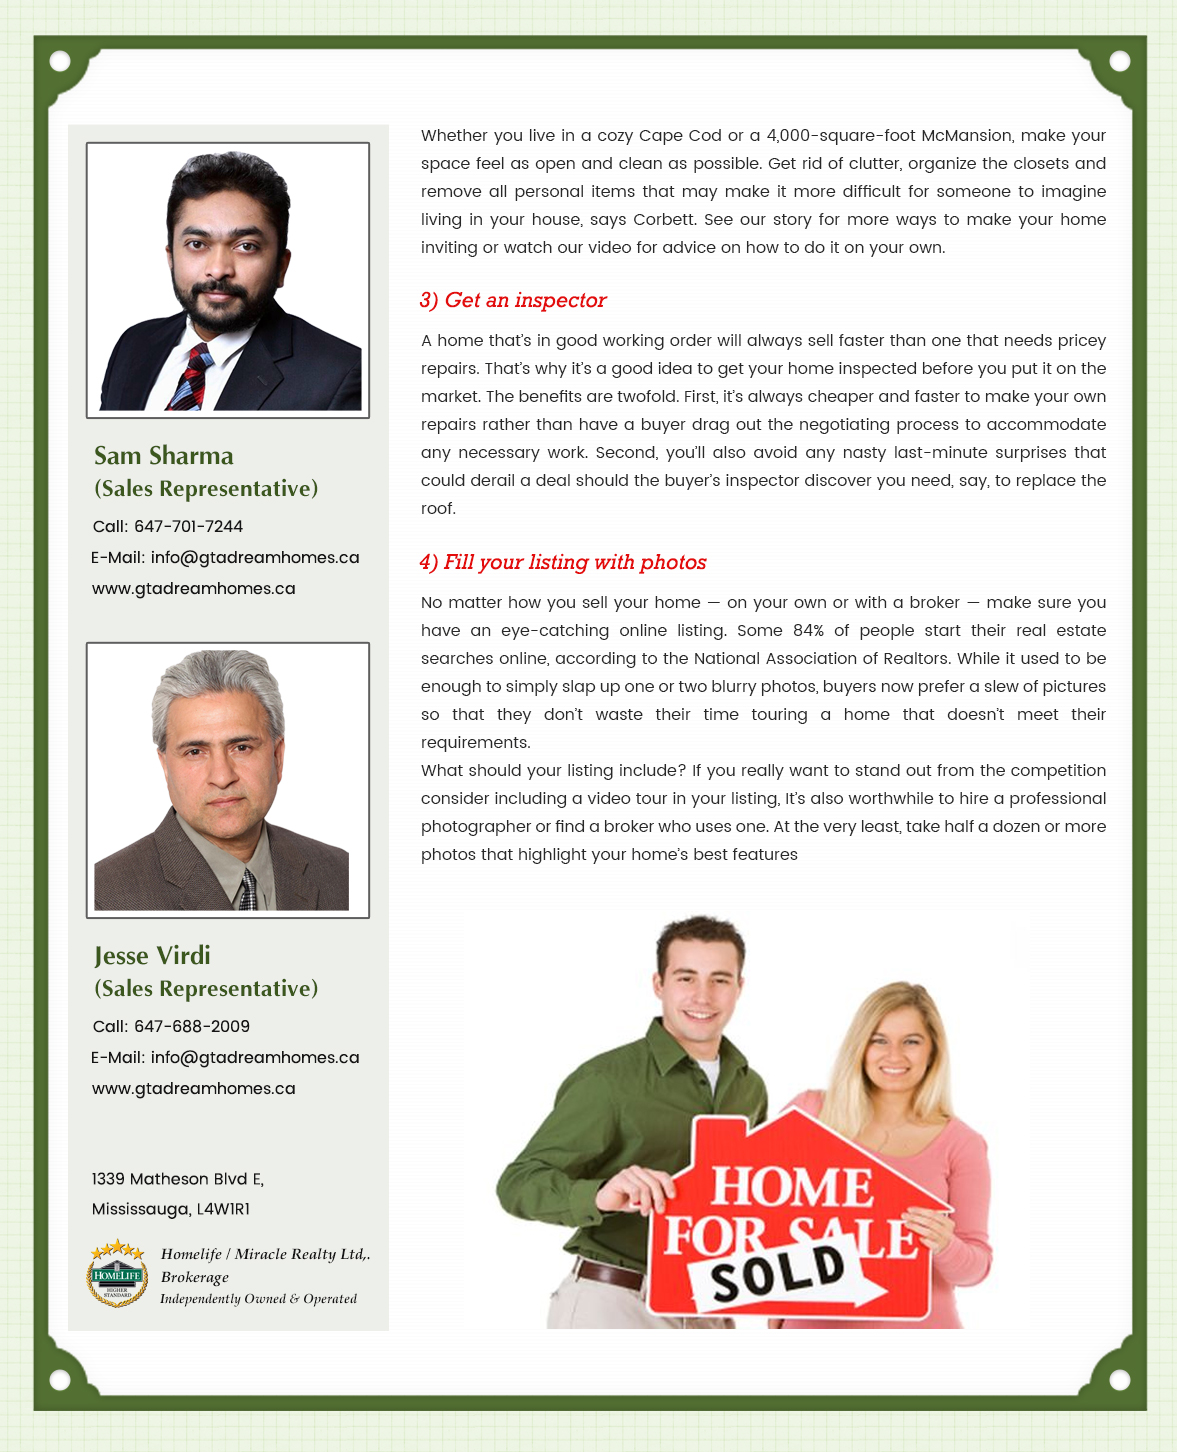 Sam Sharma
(Sales Representative)
Call: 647-701-7244
E-Mail: info@gtadreamhomes.ca
www.gtadreamhomes.ca
Jesse Virdi
(Sales Representative)
Call: 647-688-2009
E-Mail: info@gtadreamhomes.ca
www.gtadreamhomes.ca
1339 Matheson Blvd E,
Mississauga, L4W1R1
HOMELIFE
HIGHER
STANDARDS
Homelife / Miracle Realty Ltd,.
Brokerage
Independently Owned & Operated
Whether you live in a cozy Cape Cod or a 4,000-square-foot McMansion, make your
space feel as open and clean as possible. Get rid of clutter, organize the closets and
remove all personal items that may make it more difficult for someone to imagine
living in your house, says Corbett. See our story for more ways to make your home
inviting or watch our video for advice on how to do it on your own.
3) Get an inspector
A home that's in good working order will always sell faster than one that needs pricey
repairs. That's why it's a good idea to get your home inspected before you put it on the
market. The benefits are twofold. First, it's always cheaper and faster to make your own
repairs rather than have a buyer drag out the negotiating process to accommodate
any necessary work. Second, you'll also avoid any nasty last-minute surprises that
could derail a deal should the buyer's inspector discover you need, say, to replace the
roof.
4) Fill your listing with photos
No matter how you sell your home — on your own or with a broker — make sure you
have an eye-catching online listing. Some 84% of people start their real estate
searches online, according to the National Association of Realtors. While it used to be
enough to simply slap up one or two blurry photos, buyers now prefer a slew of pictures
so that they don't waste their time touring a home that doesn't meet their
requirements.
What should your listing include? If you really want to stand out from the competition
consider including a video tour in your listing, It's also worthwhile to hire a professional
photographer or find a broker who uses one. At the very least, take half a dozen or more
photos that highlight your home's best features
HOME
FOR SALE
SOLD